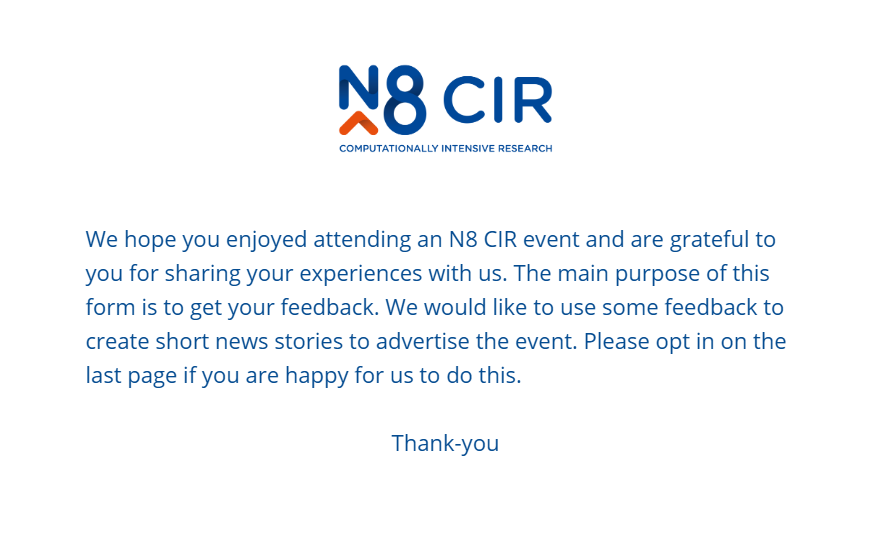 N8 CIR
COMPUTATIONALLY INTENSIVE RESEARCH
We hope you enjoyed attending an N8 CIR event and are grateful to
you for sharing your experiences with us. The main purpose of this
form is to get your feedback. We would like to use some feedback to
create short news stories to advertise the event. Please opt in on the
last page if you are happy for us to do this.
Thank-you